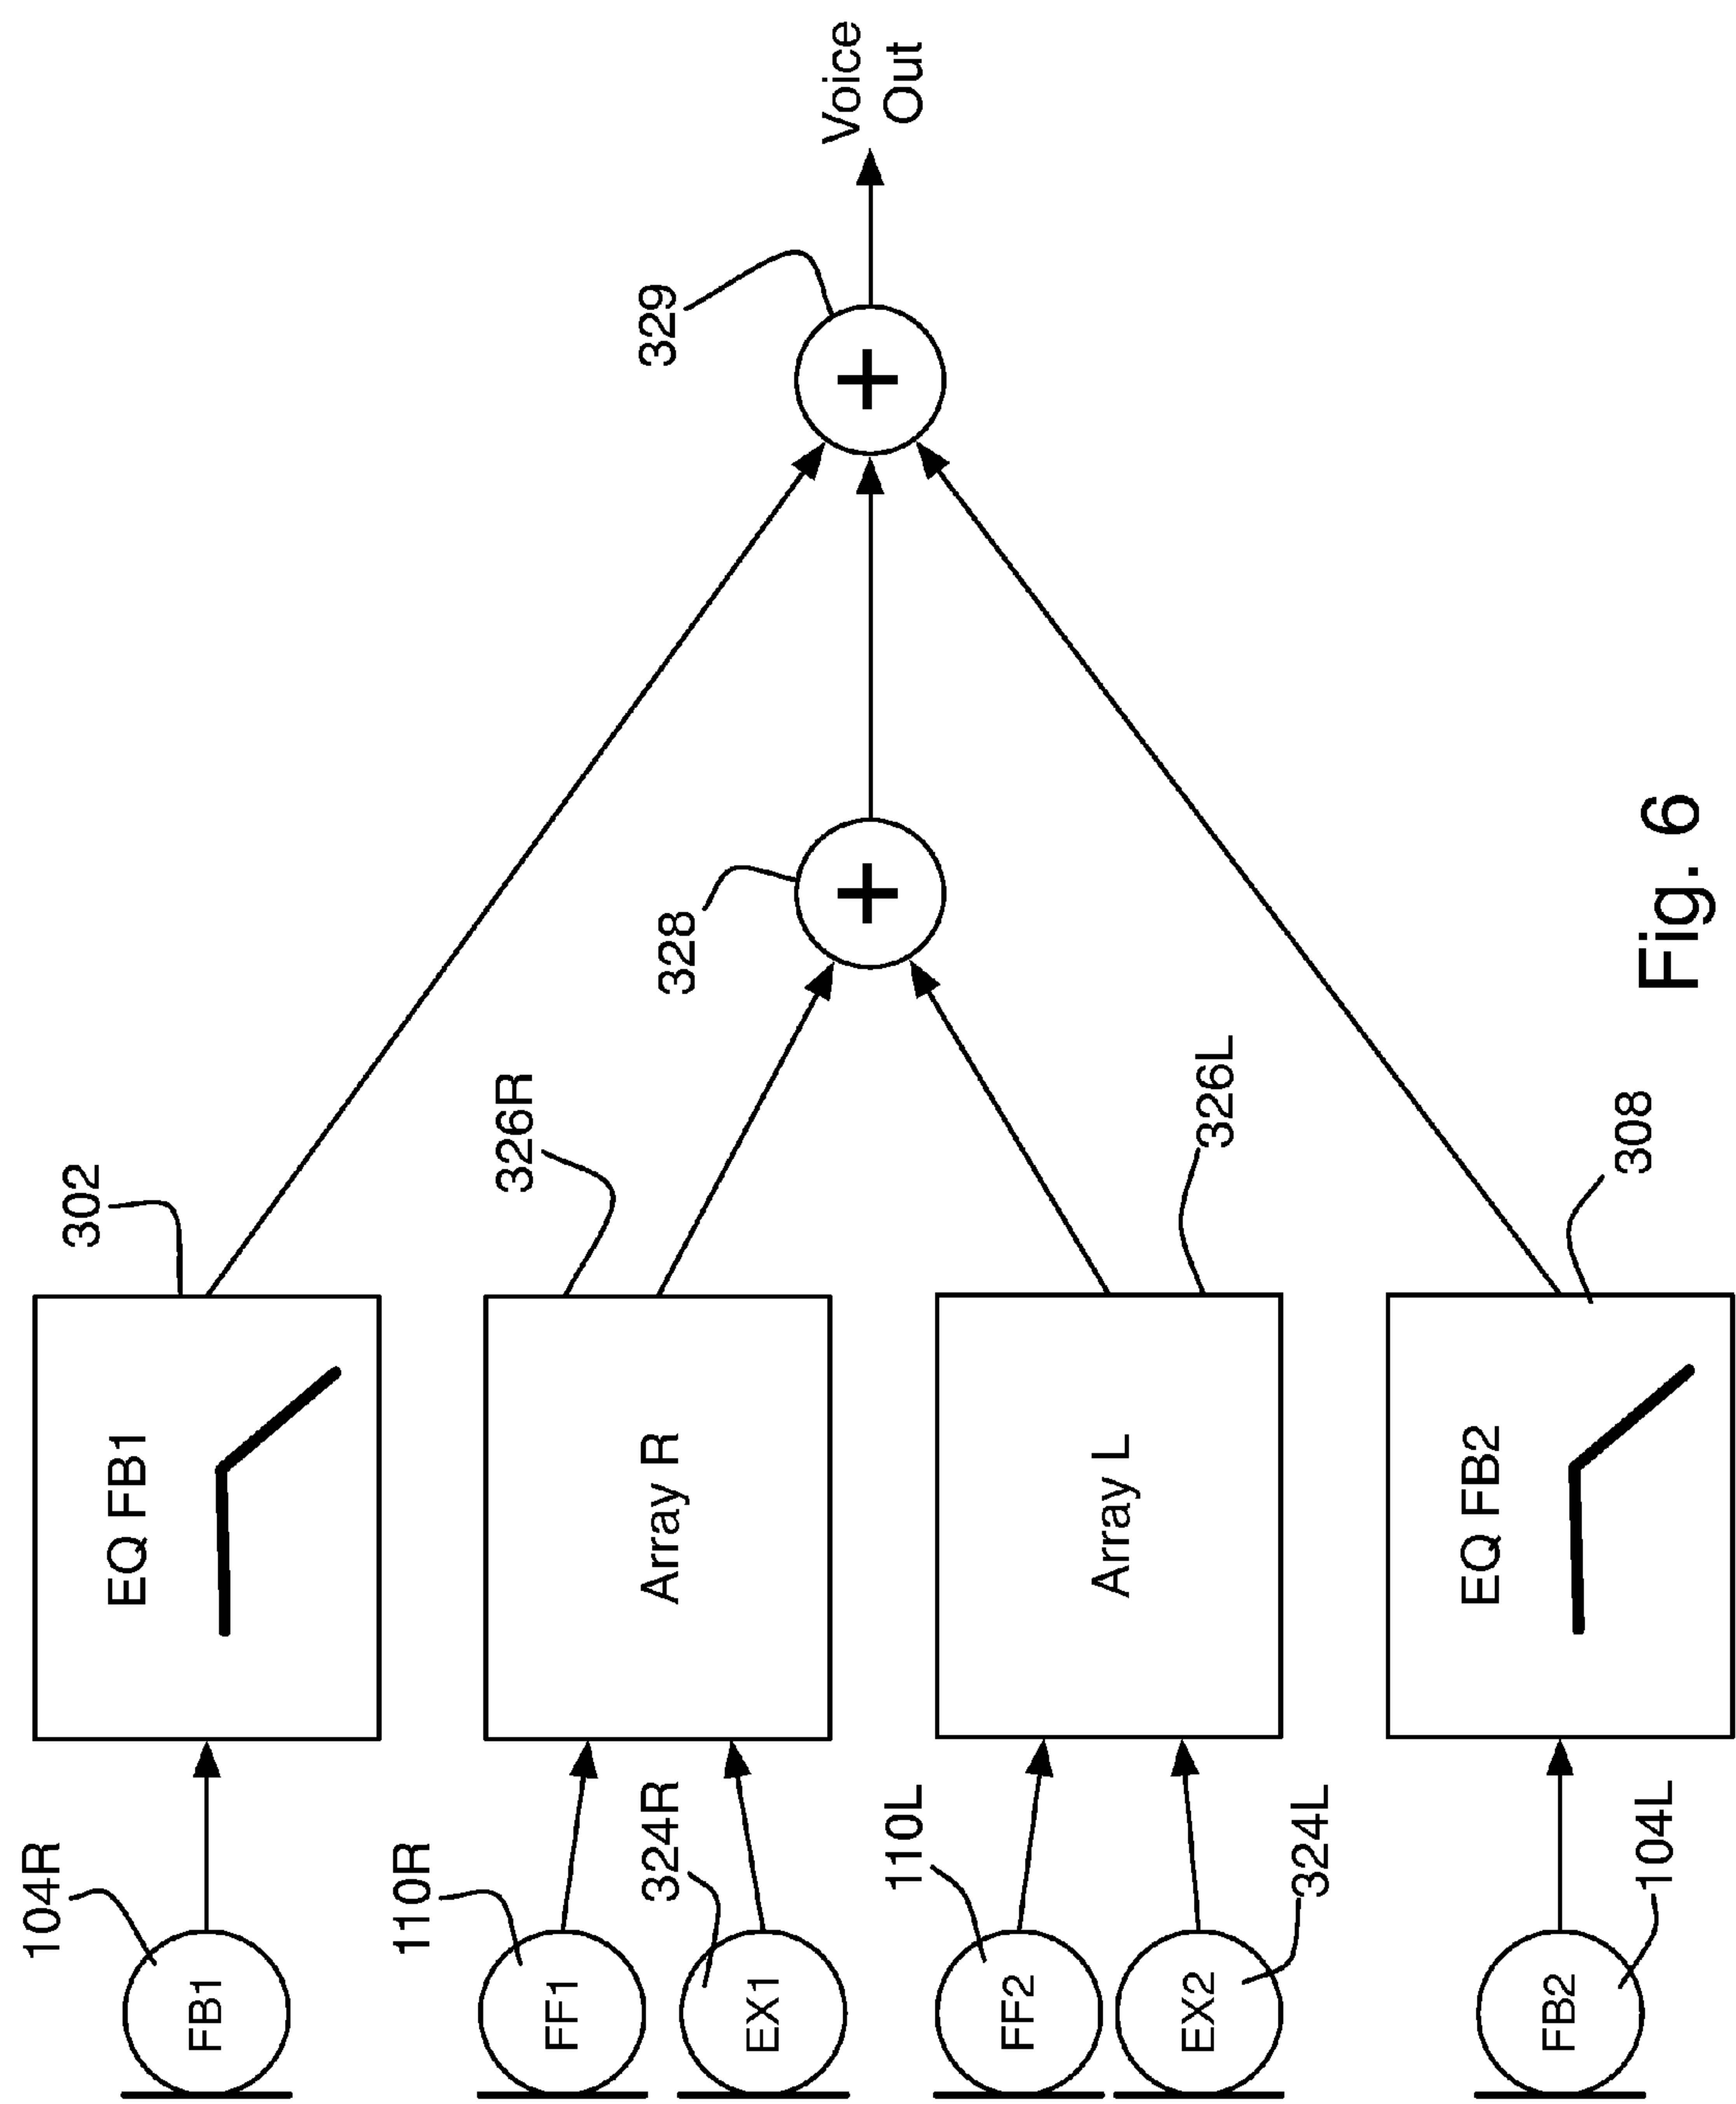 104R
FB1
EQ FB1
302
110R
FF1
324R
EX1
Array R
326R
328
329
Voice
Out
110L
FF2
324L
EX2
Array L
326L
104L
FB2
EQ FB2
308
+
+
Fig. 6